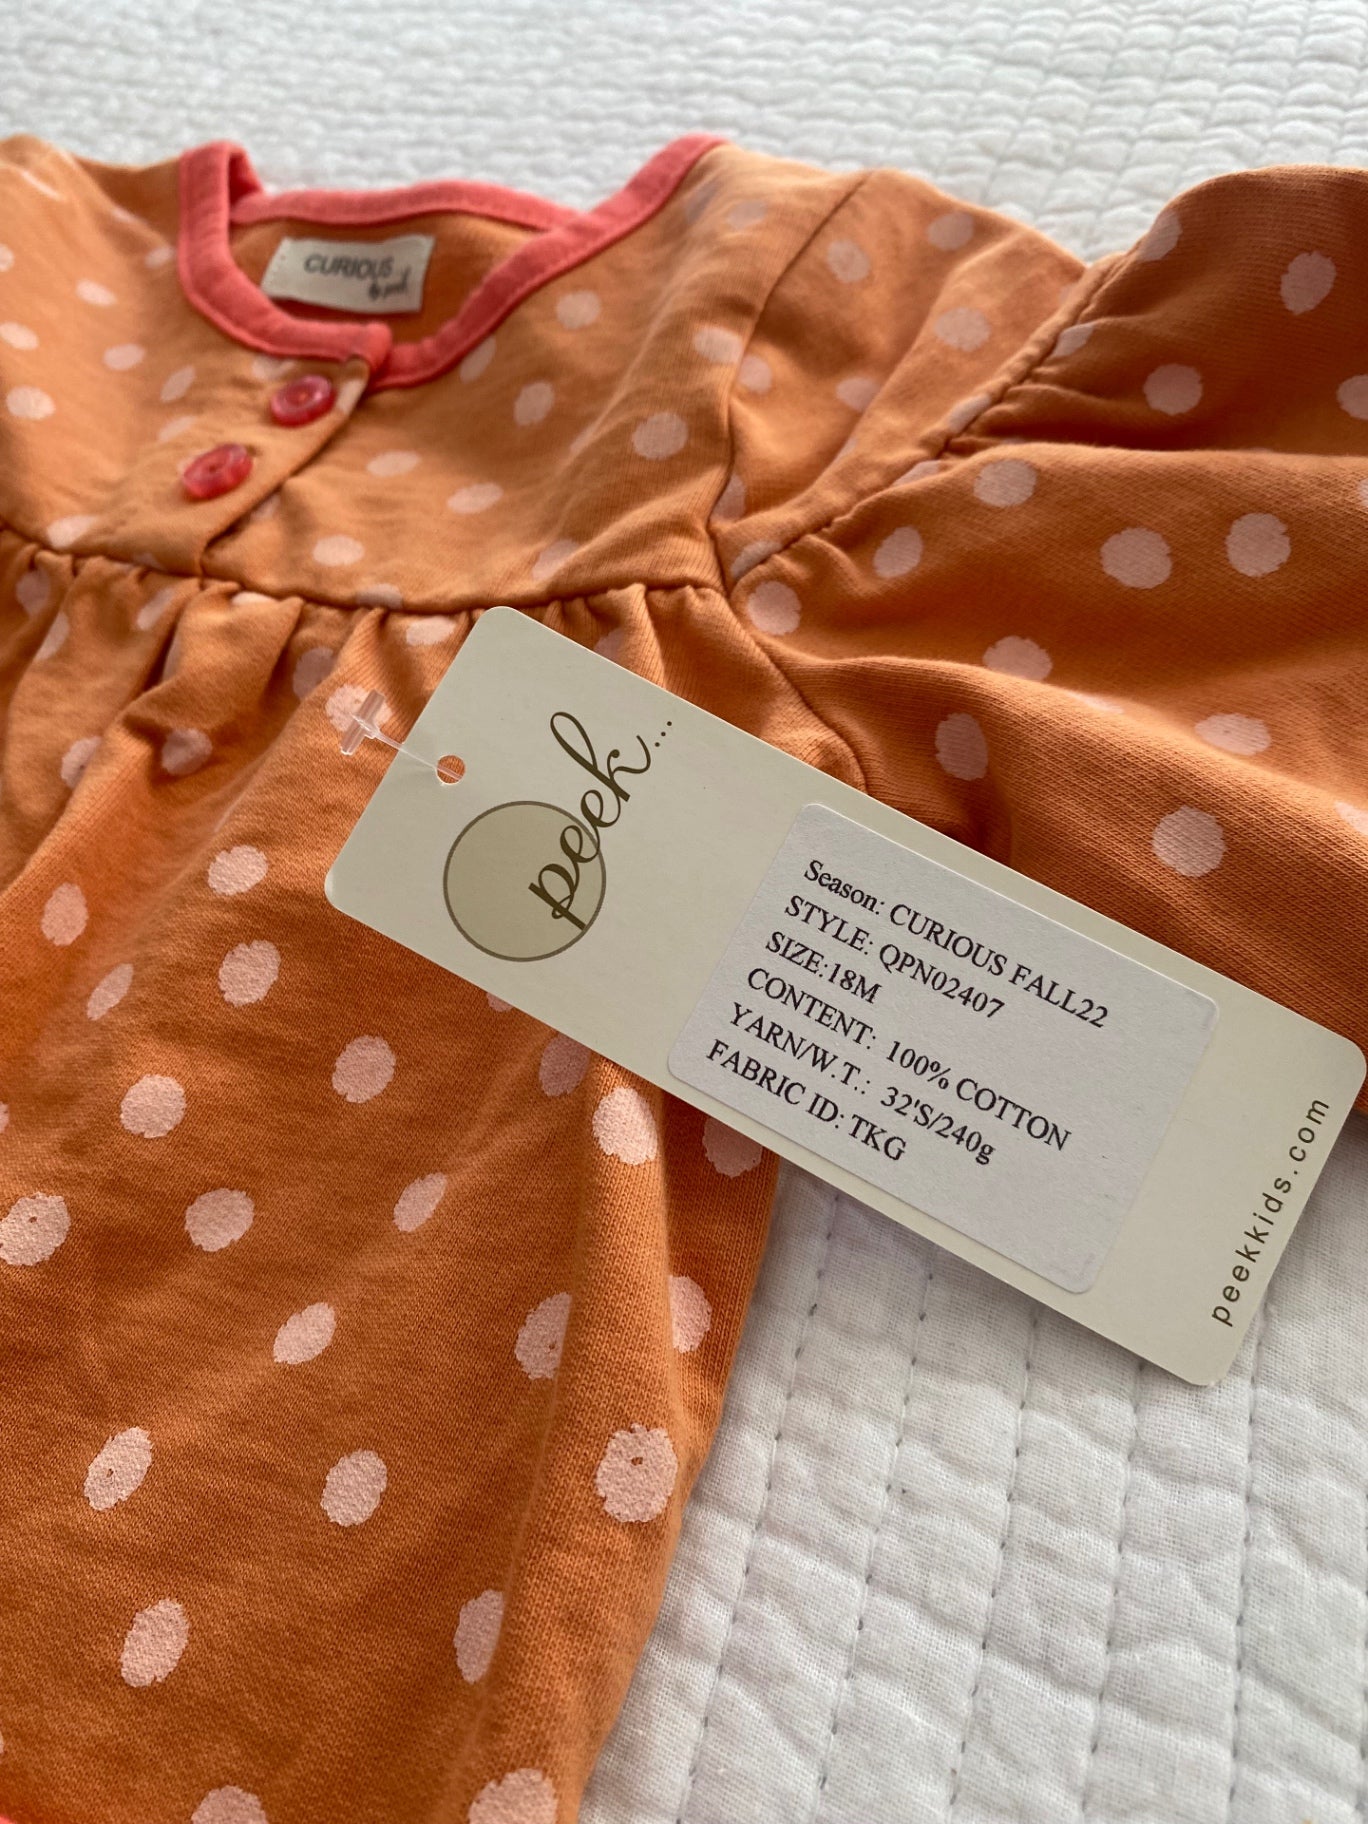 CURIOUS
by peek
peek...
Season: CURIOUS FALL22
STYLE: QPN02407
SIZE:18M
CONTENT: 100% COTTON
YARN/W.T.: 32'S/240g
FABRIC ID: TKG
peekkids.com